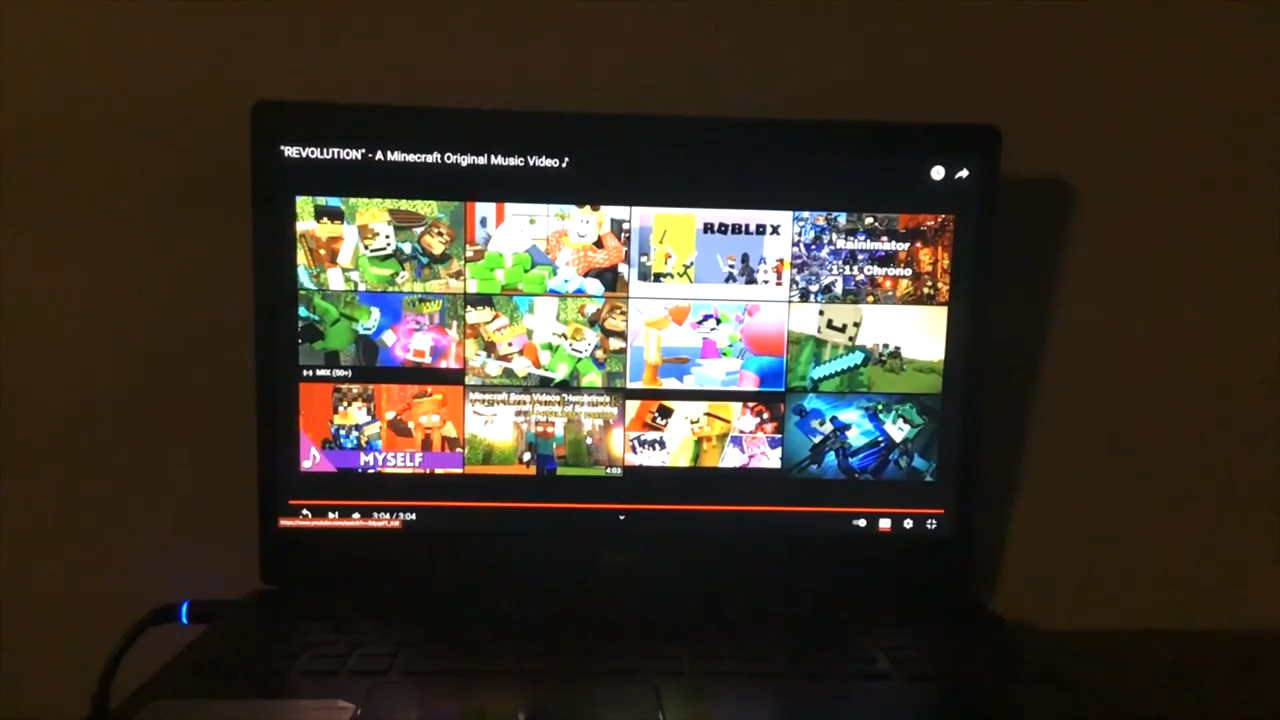 "REVOLUTION" - A Minecraft Original Music Video ♪
ROBLOX
Rainimator
1-11 Chrono
MIX (50+)
Minecraft Song Videos "Herobrine's
MYSELF
4:03
3:04 / 3:04